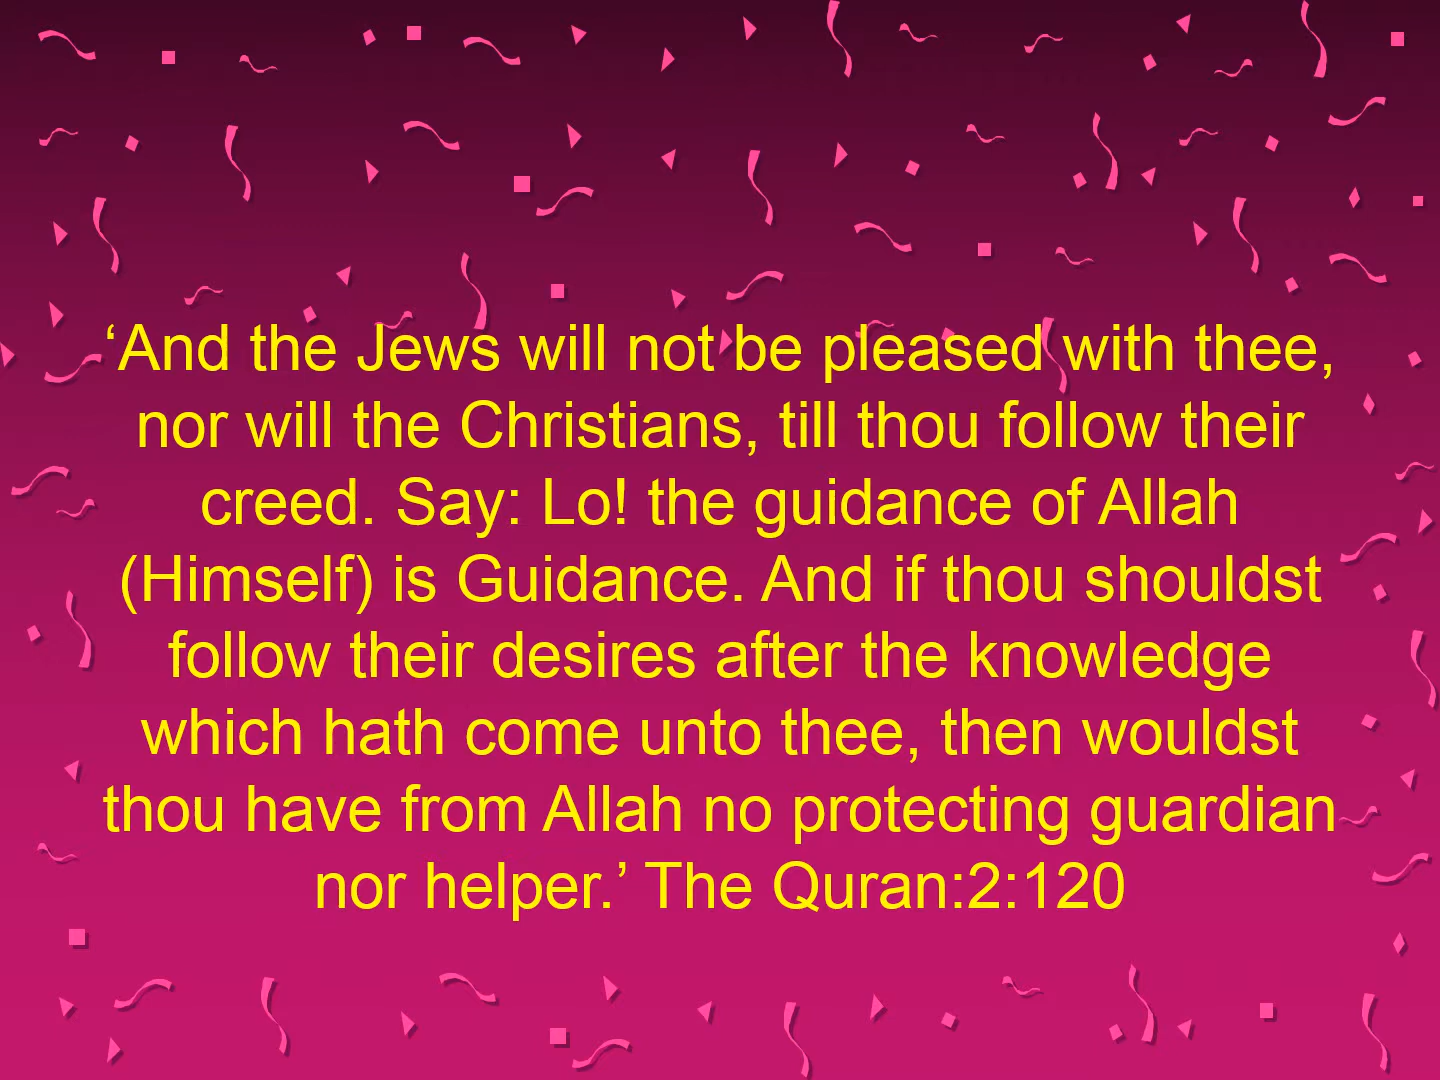 ‘And the Jews will not be pleased with thee,
nor will the Christians, till thou follow their
creed. Say: Lo! the guidance of Allah
(Himself) is Guidance. And if thou shouldst
follow their desires after the knowledge
which hath come unto thee, then wouldst
thou have from Allah no protecting guardian
nor helper.’ The Quran:2:120